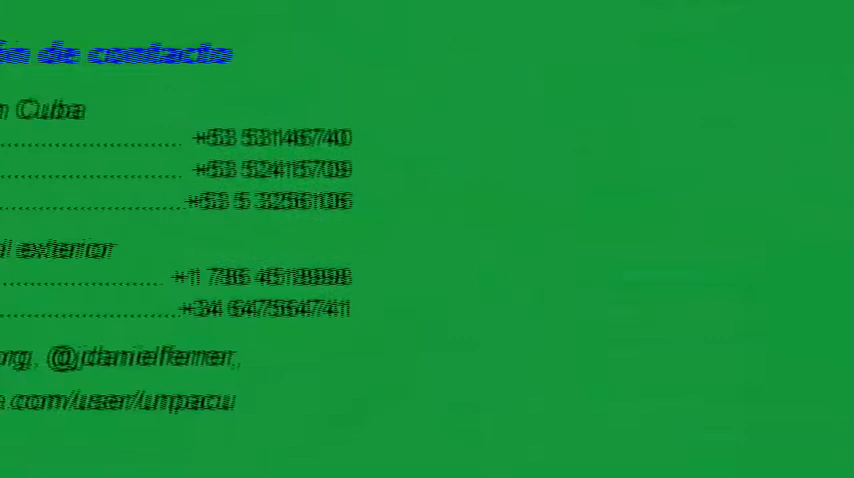 de contacto
Cuba
+53 53146740
+53 52415709
+53 5 3256106
exterior
+1 786 4518998
+34 647564741
@jdanielferrer,
.com/user/unpacu